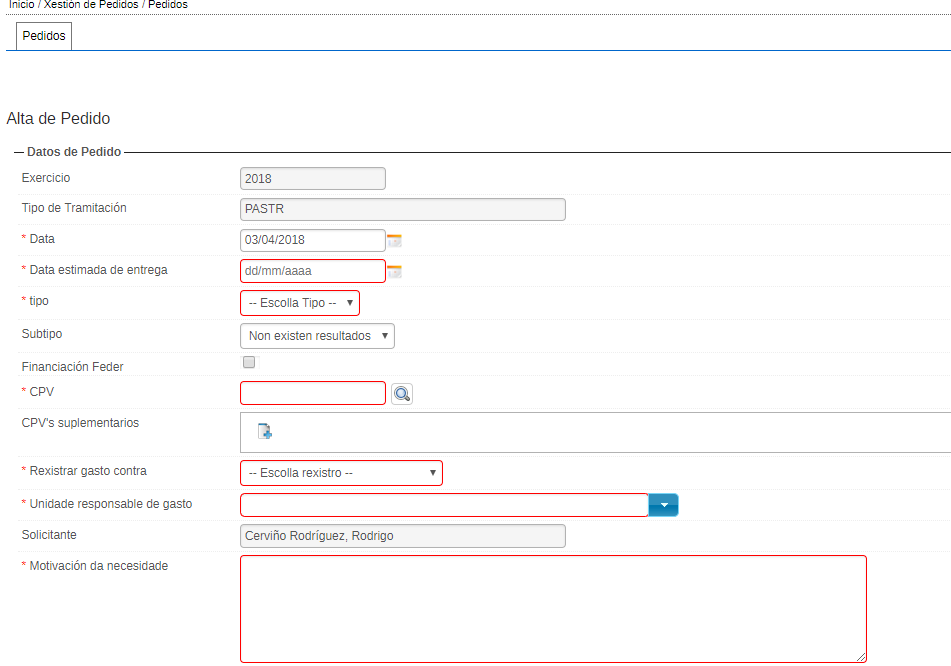 Inicio / Xestión de Pedidos / Pedidos
Pedidos
Alta de Pedido
Datos de Pedido
Exercicio 2018
Tipo de Tramitación PASTR
* Data 03/04/2018
* Data estimada de entrega dd/mm/aaaa
* tipo -- Escolla Tipo --
Subtipo Non existen resultados
Financiación Feder
* CPV
CPV's suplementarios
* Rexistrar gasto contra -- Escolla rexistro --
* Unidade responsable de gasto
Solicitante Cerviño Rodríguez, Rodrigo
* Motivación da necesidade